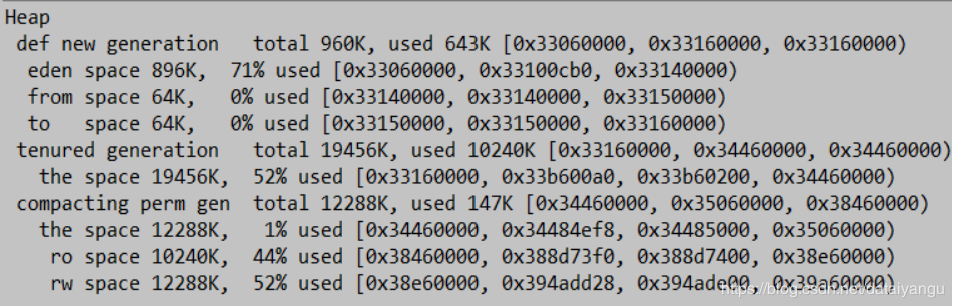 Heap
 def new generation   total 960K, used 643K [0x33060000, 0x33160000, 0x33160000)
  eden space 896K,  71% used [0x33060000, 0x33100cb0, 0x33140000)
  from space 64K,   0% used [0x33140000, 0x33140000, 0x33150000)
  to   space 64K,   0% used [0x33150000, 0x33150000, 0x33160000)
 tenured generation   total 19456K, used 10240K [0x33160000, 0x34460000, 0x34460000)
   the space 19456K,  52% used [0x33160000, 0x33b600a0, 0x33b60200, 0x34460000)
 compacting perm gen  total 12288K, used 147K [0x34460000, 0x35060000, 0x38460000)
   the space 12288K,   1% used [0x34460000, 0x34484ef8, 0x34485000, 0x35060000)
    ro space 10240K,  44% used [0x38460000, 0x388d73f0, 0x388d7400, 0x38e60000)
    rw space 12288K,  52% used [0x38e60000, 0x394add28, 0x394ade00, 0x39a60000)
https://blog.csdn.net/dataiyangu